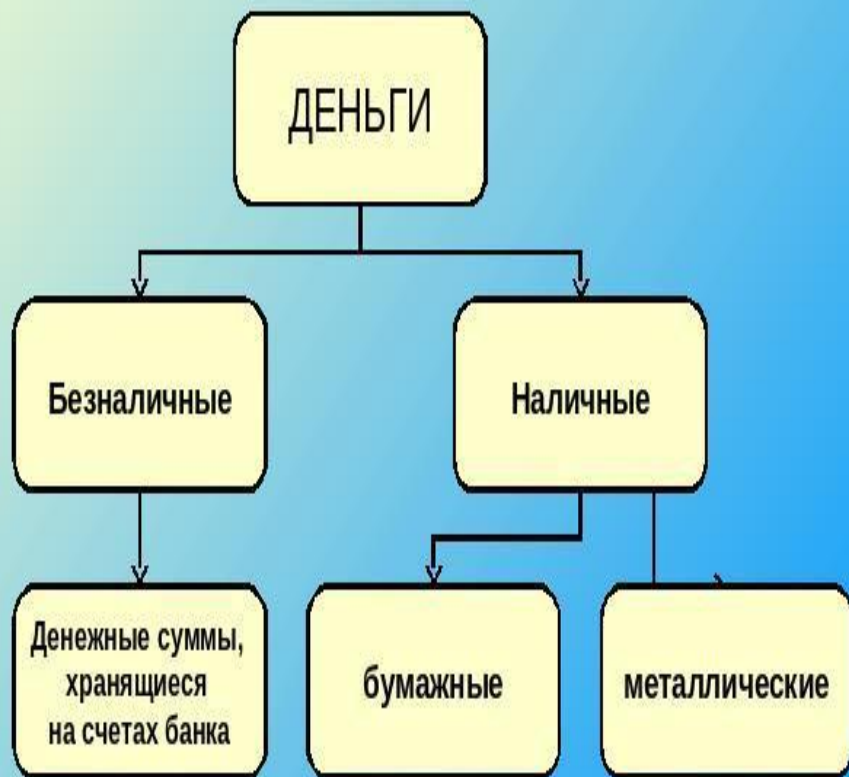 ДЕНЬГИ
Безналичные
Наличные
Денежные суммы,
хранящиеся
на счетах банка
бумажные
металлические